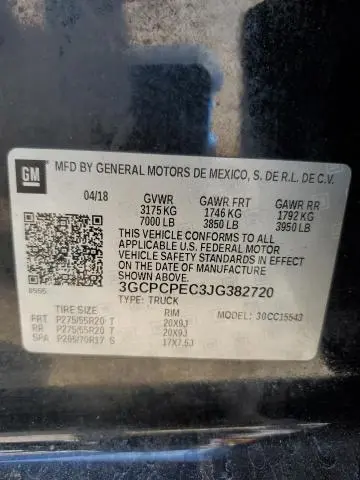 GM
MFD BY GENERAL MOTORS DE MEXICO, S. DE R.L. DE C.V.
04/18 GVWR GAWR FRT GAWR RR
3175 KG 1746 KG 1792 KG
7000 LB 3850 LB 3950 LB
THIS VEHICLE CONFORMS TO ALL
APPLICABLE U.S. FEDERAL MOTOR
VEHICLE SAFETY STANDARDS IN
EFFECT ON THE DATE OF MANUFACTURE
SHOWN ABOVE.
3GCPCPEC3JG382720
TYPE: TRUCK
TIRE SIZE RIM MODEL: 3GCC15543
FRT P275/55R20 T 20X9J
RR P275/55R20 T 20X9J
SPA P265/70R17 S 17X7.5J